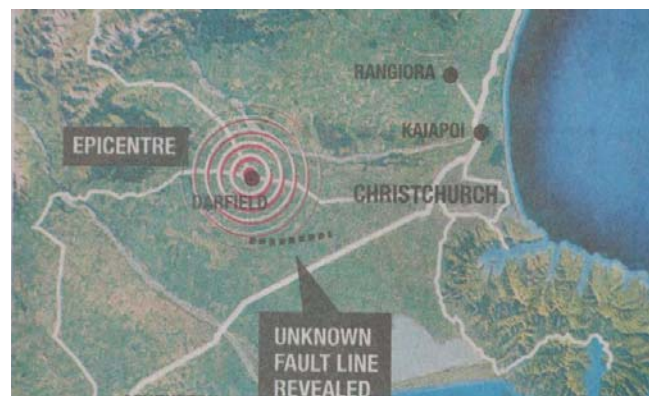 RANGIORA
KAIAPOI
EPICENTRE
DARFIELD
CHRISTCHURCH
UNKNOWN
FAULT LINE
REVEALED